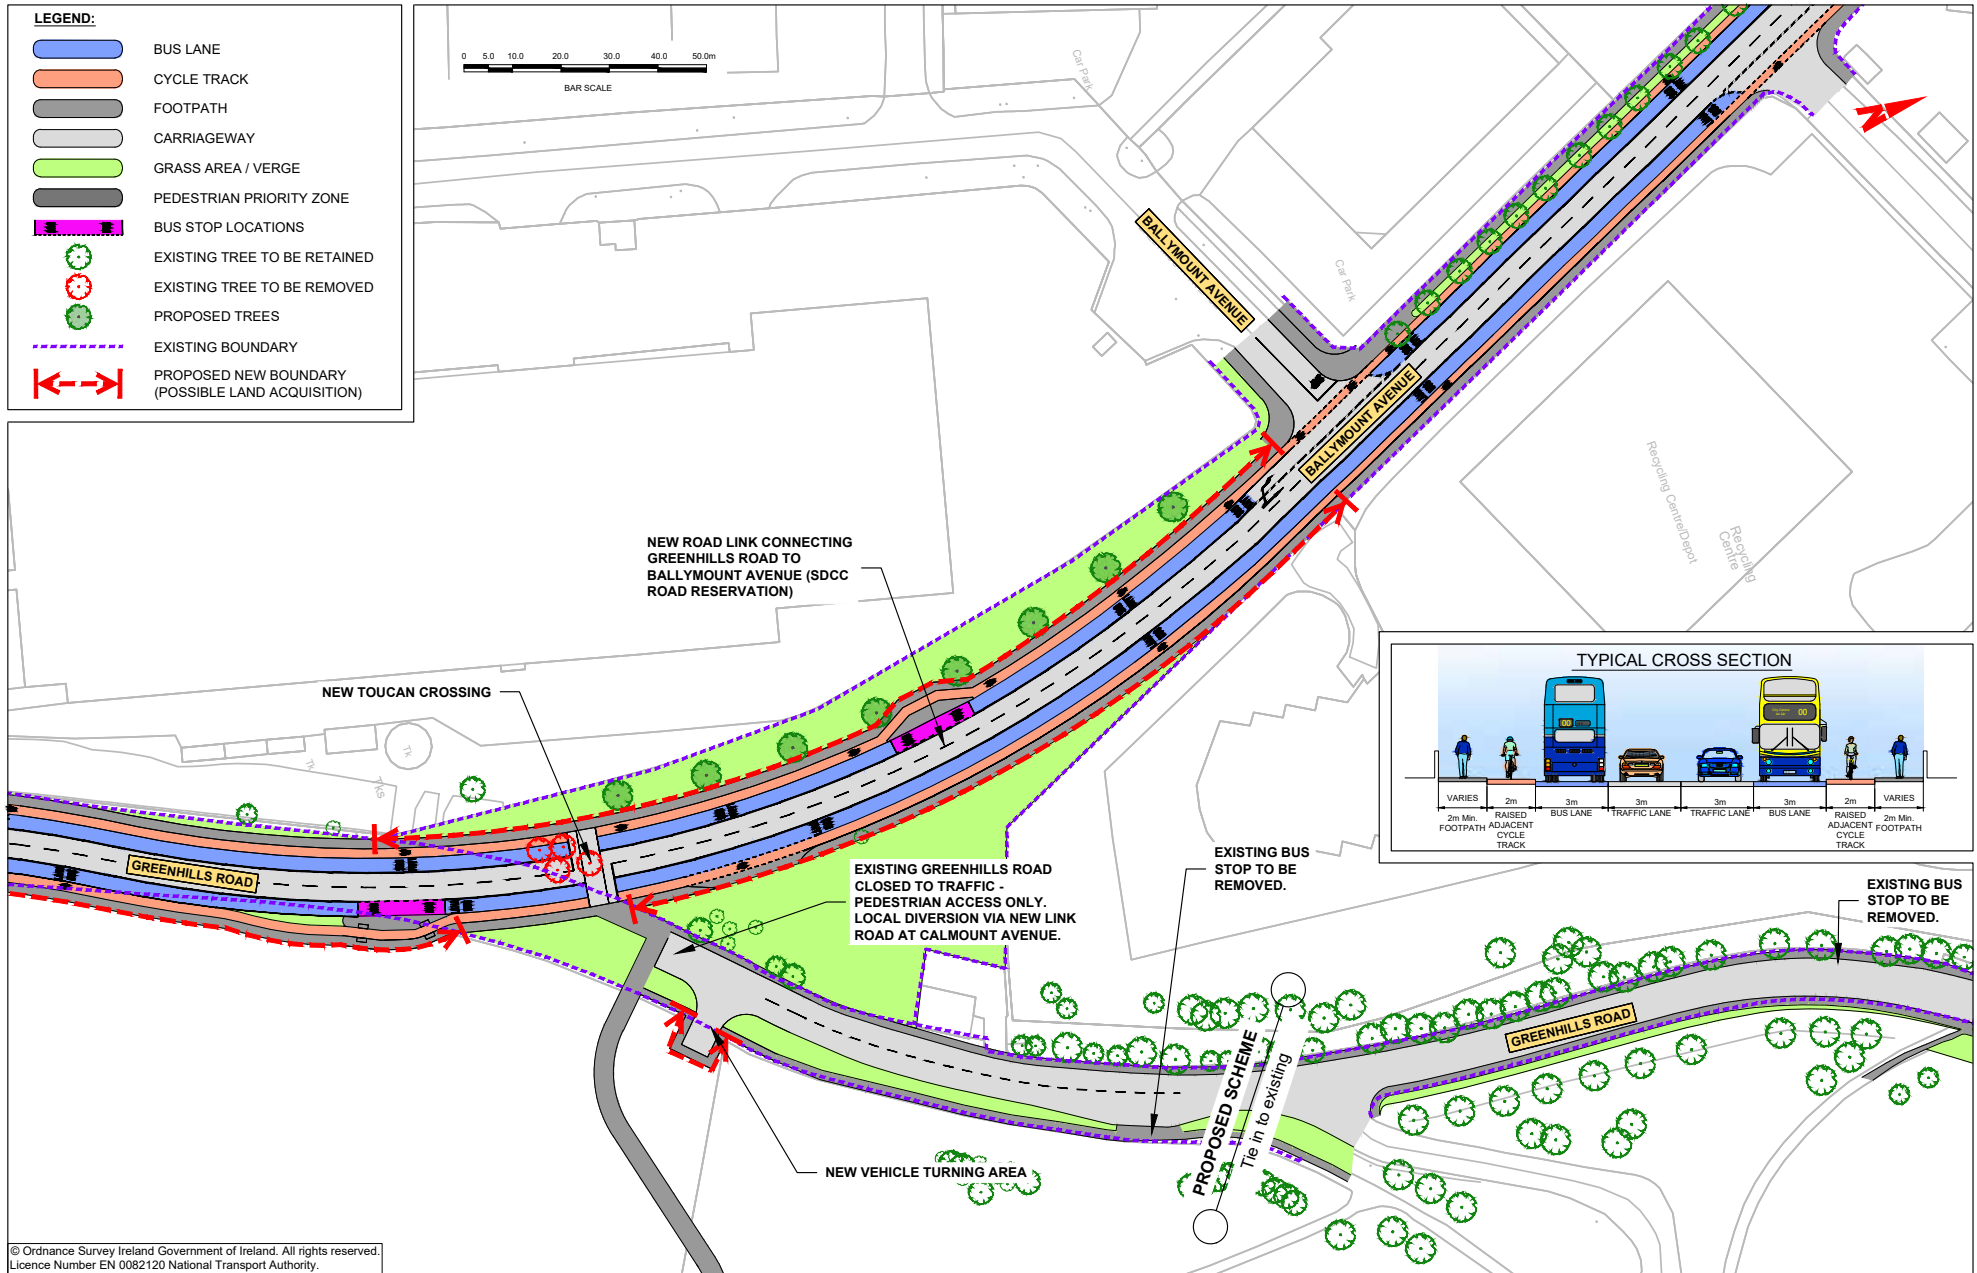 LEGEND:
BUS LANE
CYCLE TRACK
FOOTPATH
CARRIAGEWAY
GRASS AREA / VERGE
PEDESTRIAN PRIORITY ZONE
BUS STOP LOCATIONS
EXISTING TREE TO BE RETAINED
EXISTING TREE TO BE REMOVED
PROPOSED TREES
EXISTING BOUNDARY
PROPOSED NEW BOUNDARY
(POSSIBLE LAND ACQUISITION)
0 5.0 10.0 20.0 30.0 40.0 50.0m
BAR SCALE
Car Park
N
BALLYMOUNT AVENUE
Car Park
BALLYMOUNT AVENUE
Recycling Centre/Depot
Recycling
Centre
NEW ROAD LINK CONNECTING
GREENHILLS ROAD TO
BALLYMOUNT AVENUE (SDCC
ROAD RESERVATION)
NEW TOUCAN CROSSING
Tk
Tk
Tks
GREENHILLS ROAD
TYPICAL CROSS SECTION
00
00
VARIES
2m Min.
FOOTPATH
2m
RAISED
ADJACENT
CYCLE
TRACK
3m
BUS LANE
3m
TRAFFIC LANE
3m
TRAFFIC LANE
3m
BUS LANE
2m
RAISED
ADJACENT
CYCLE
TRACK
VARIES
2m Min.
FOOTPATH
EXISTING GREENHILLS ROAD
CLOSED TO TRAFFIC -
PEDESTRIAN ACCESS ONLY.
LOCAL DIVERSION VIA NEW LINK
ROAD AT CALMOUNT AVENUE.
EXISTING BUS
STOP TO BE
REMOVED.
EXISTING BUS
STOP TO BE
REMOVED.
GREENHILLS ROAD
PROPOSED SCHEME
Tie in to existing
NEW VEHICLE TURNING AREA
© Ordnance Survey Ireland Government of Ireland. All rights reserved.
Licence Number EN 0082120 National Transport Authority.